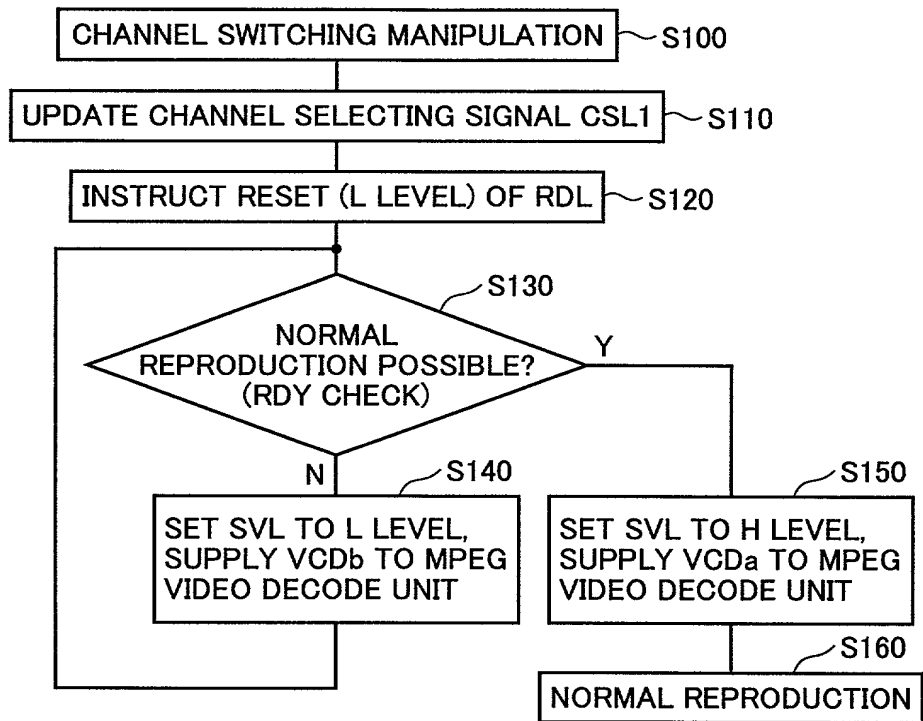 CHANNEL SWITCHING MANIPULATION
S100
UPDATE CHANNEL SELECTING SIGNAL CSL1
S110
INSTRUCT RESET (L LEVEL) OF RDL
S120
S130
NORMAL
REPRODUCTION POSSIBLE?
(RDY CHECK)
Y
N
S140
SET SVL TO L LEVEL,
SUPPLY VCDb TO MPEG
VIDEO DECODE UNIT
S150
SET SVL TO H LEVEL,
SUPPLY VCDa TO MPEG
VIDEO DECODE UNIT
S160
NORMAL REPRODUCTION